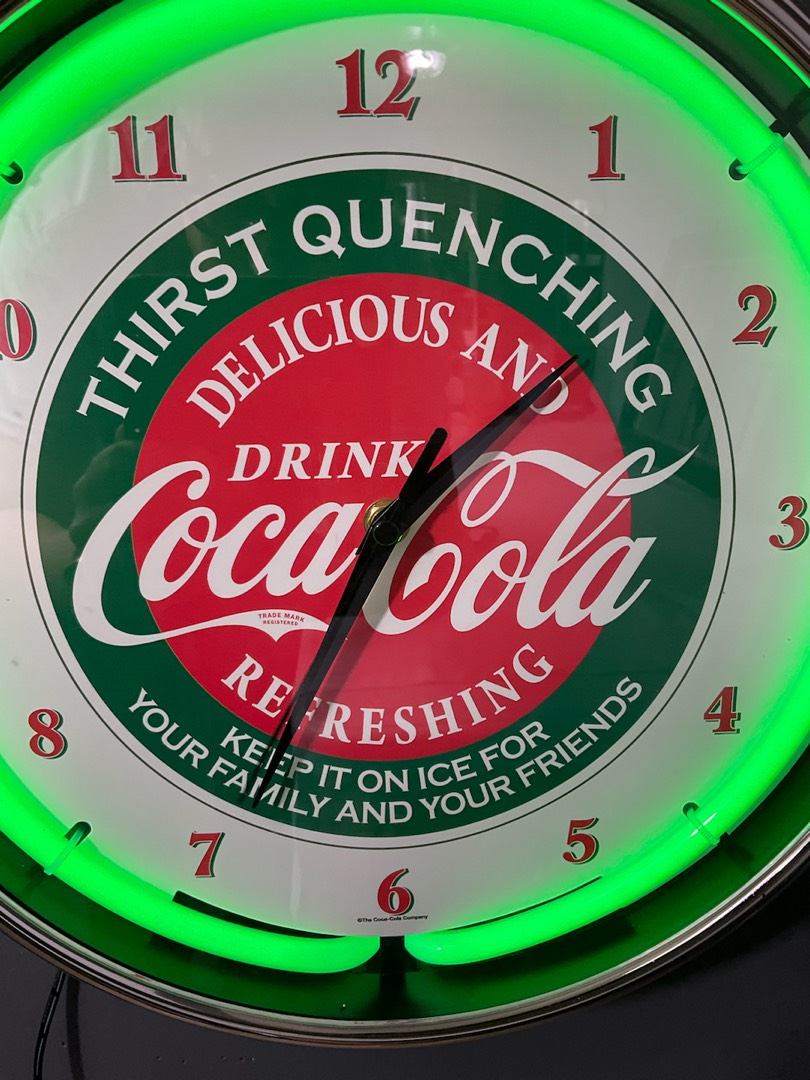 12
11
1
THIRST QUENCHING
2
0
DELICIOUS AND
DRINK
Coca-Cola
TRADE MARK
REGISTERED
3
REFRESHING
KEEP IT ON ICE FOR
YOUR FAMILY AND YOUR FRIENDS
4
8
5
7
6
©The Coca-Cola Company